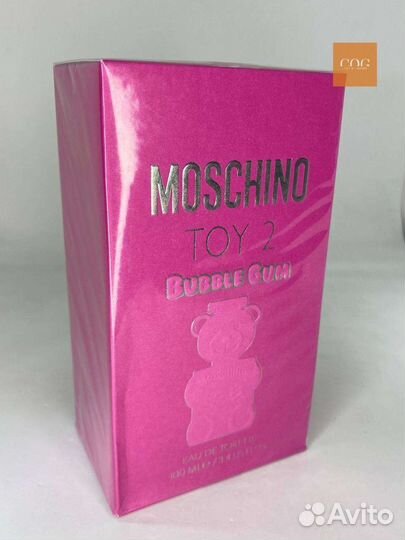 MOSCHINO
TOY 2
BUBBLE GUM
EAU DE TOILETTE
100 ML
Avito